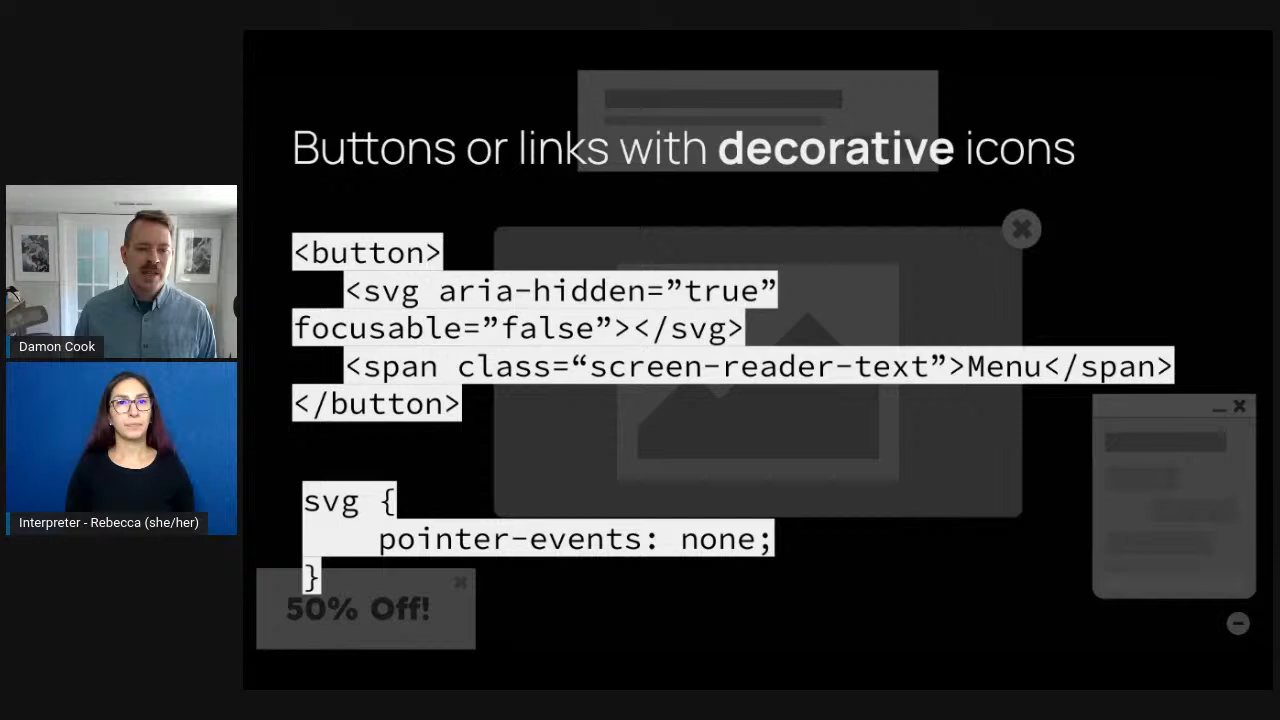 Buttons or links with decorative icons
<button>
<svg aria-hidden=”true”
focusable=”false”></svg>
<span class=“screen-reader-text”>Menu</span>
</button>
svg {
pointer-events: none;
}
50% Off!
Damon Cook
Interpreter - Rebecca (she/her)